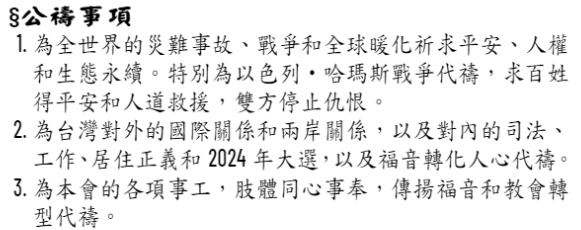 §公禱事項
1. 為全世界的災難事故、戰爭和全球暖化祈求平安、人權
和生態永續。特別為以色列‧哈瑪斯戰爭代禱，求百姓
得平安和人道救援，雙方停止仇恨。
2. 為台灣對外的國際關係和兩岸關係，以及對內的司法、
工作、居住正義和 2024 年大選，以及福音轉化人心代禱。
3. 為本會的各項事工，肢體同心事奉，傳揚福音和教會轉
型代禱。